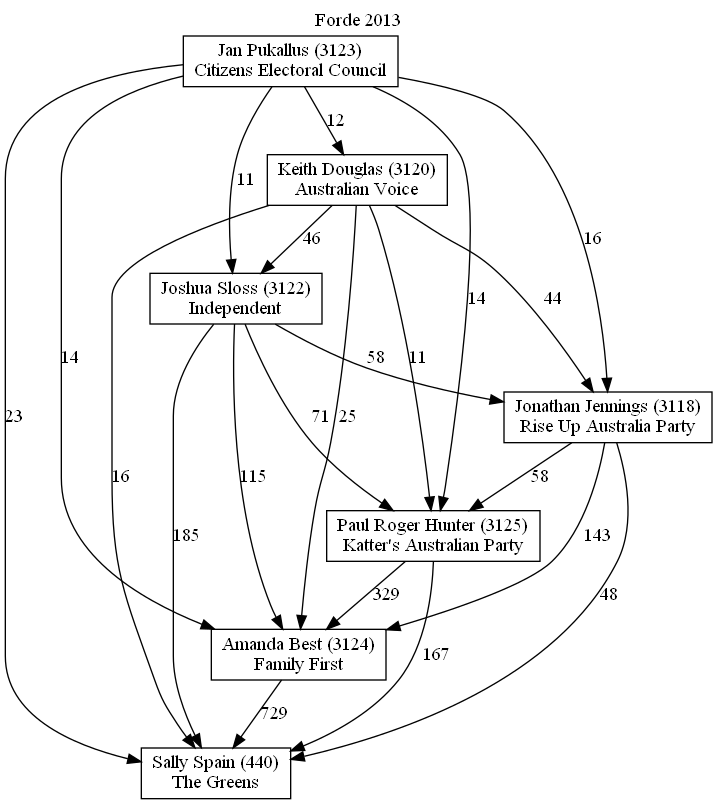 Forde 2013
Jan Pukallus (3123)
Citizens Electoral Council
12
Keith Douglas (3120)
Australian Voice
11
46
16
14
44
Joshua Sloss (3122)
Independent
23
14
58
11
Jonathan Jennings (3118)
Rise Up Australia Party
71
25
16
115
58
Paul Roger Hunter (3125)
Katter's Australian Party
185
143
329
48
Amanda Best (3124)
Family First
167
729
Sally Spain (440)
The Greens